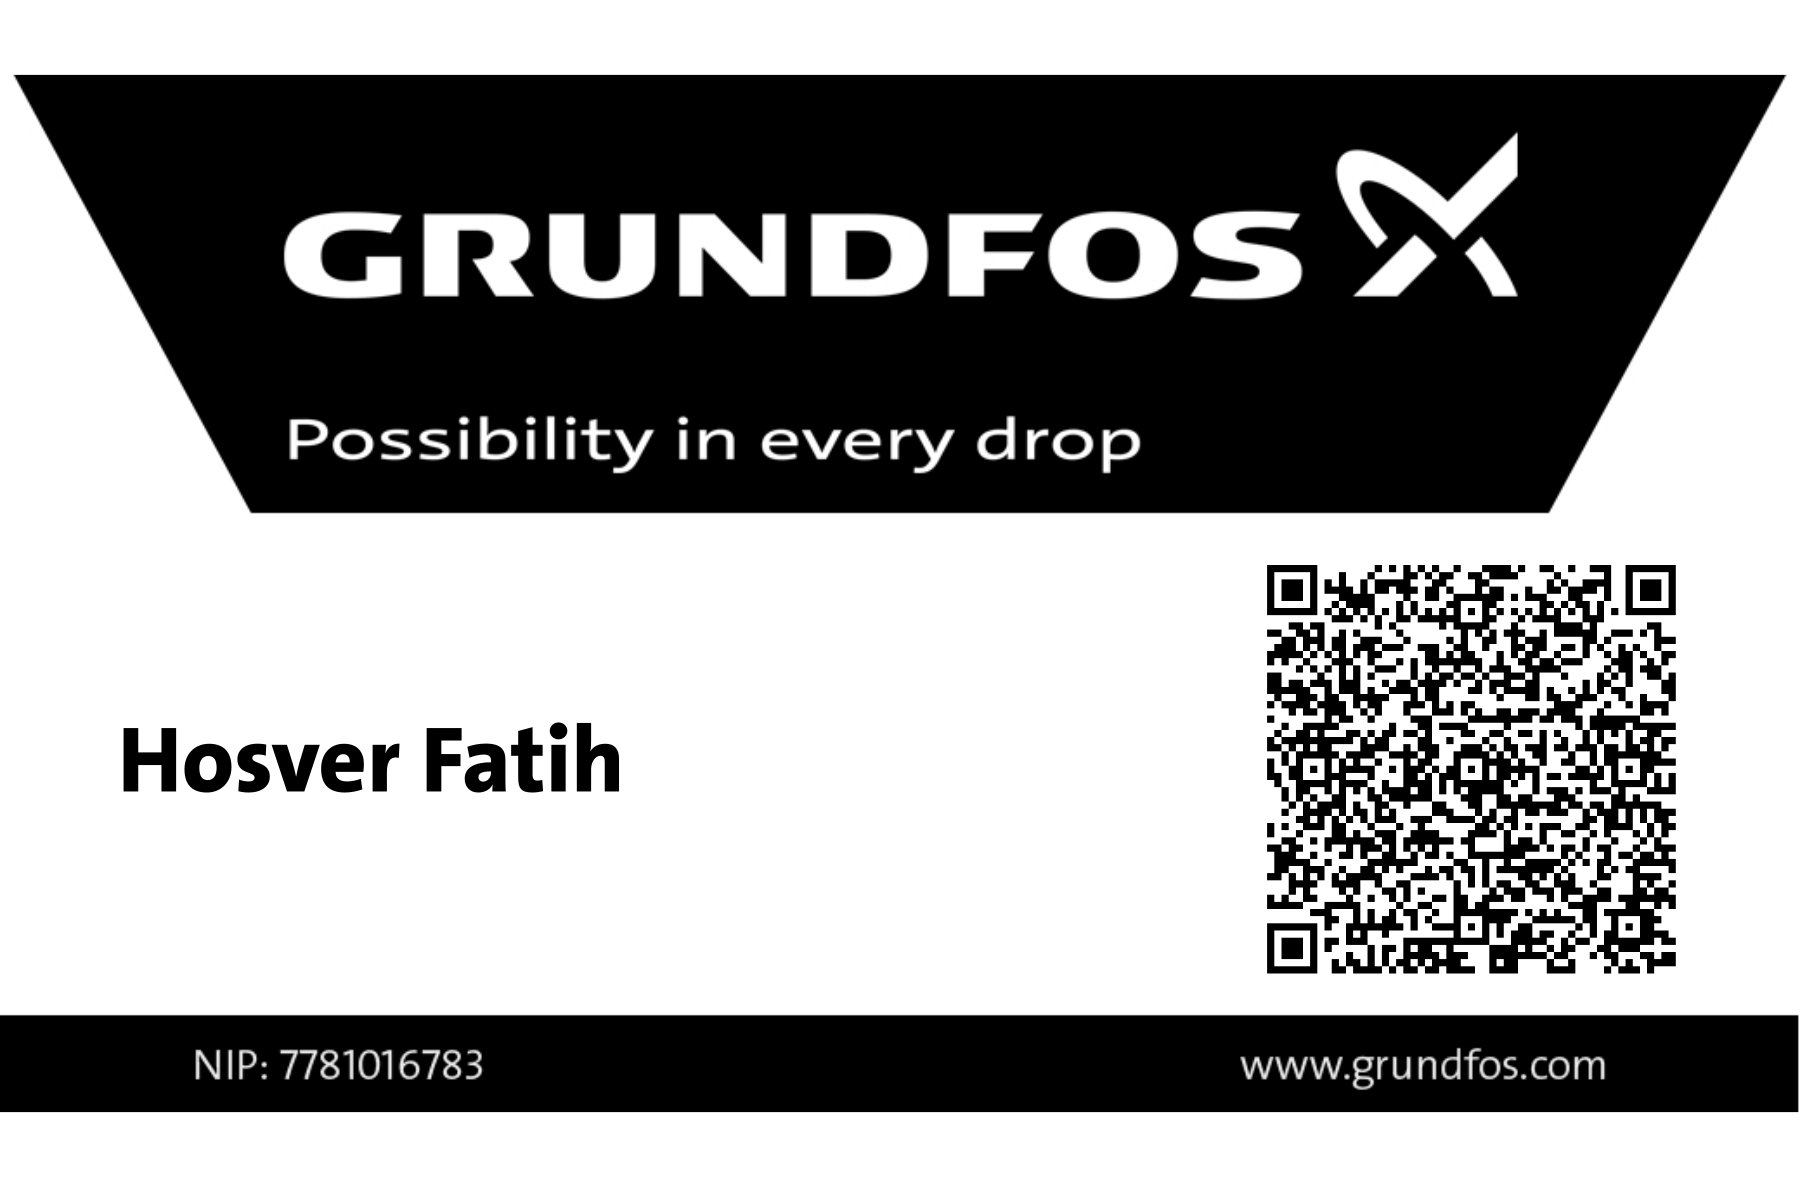 GRUNDFOS
Possibility in every drop
Hosver Fatih
NIP: 7781016783
www.grundfos.com